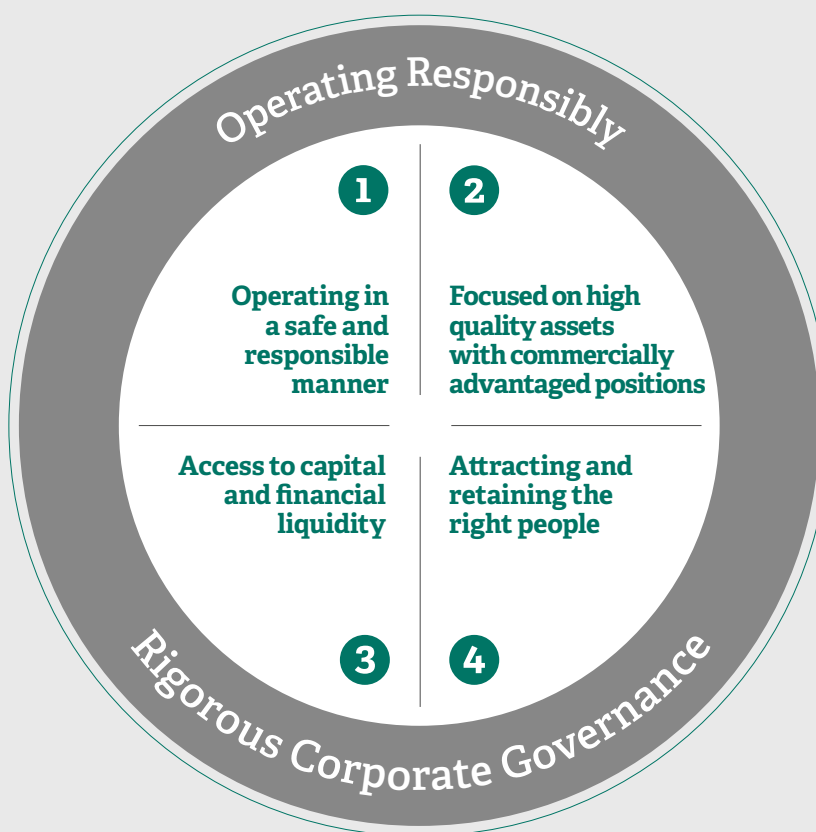 Operating Responsibly
1
Operating in
a safe and
responsible
manner
2
Focused on high
quality assets
with commercially
advantaged positions
Access to capital
and financial
liquidity
3
Attracting and
retaining the
right people
4
Rigorous Corporate Governance